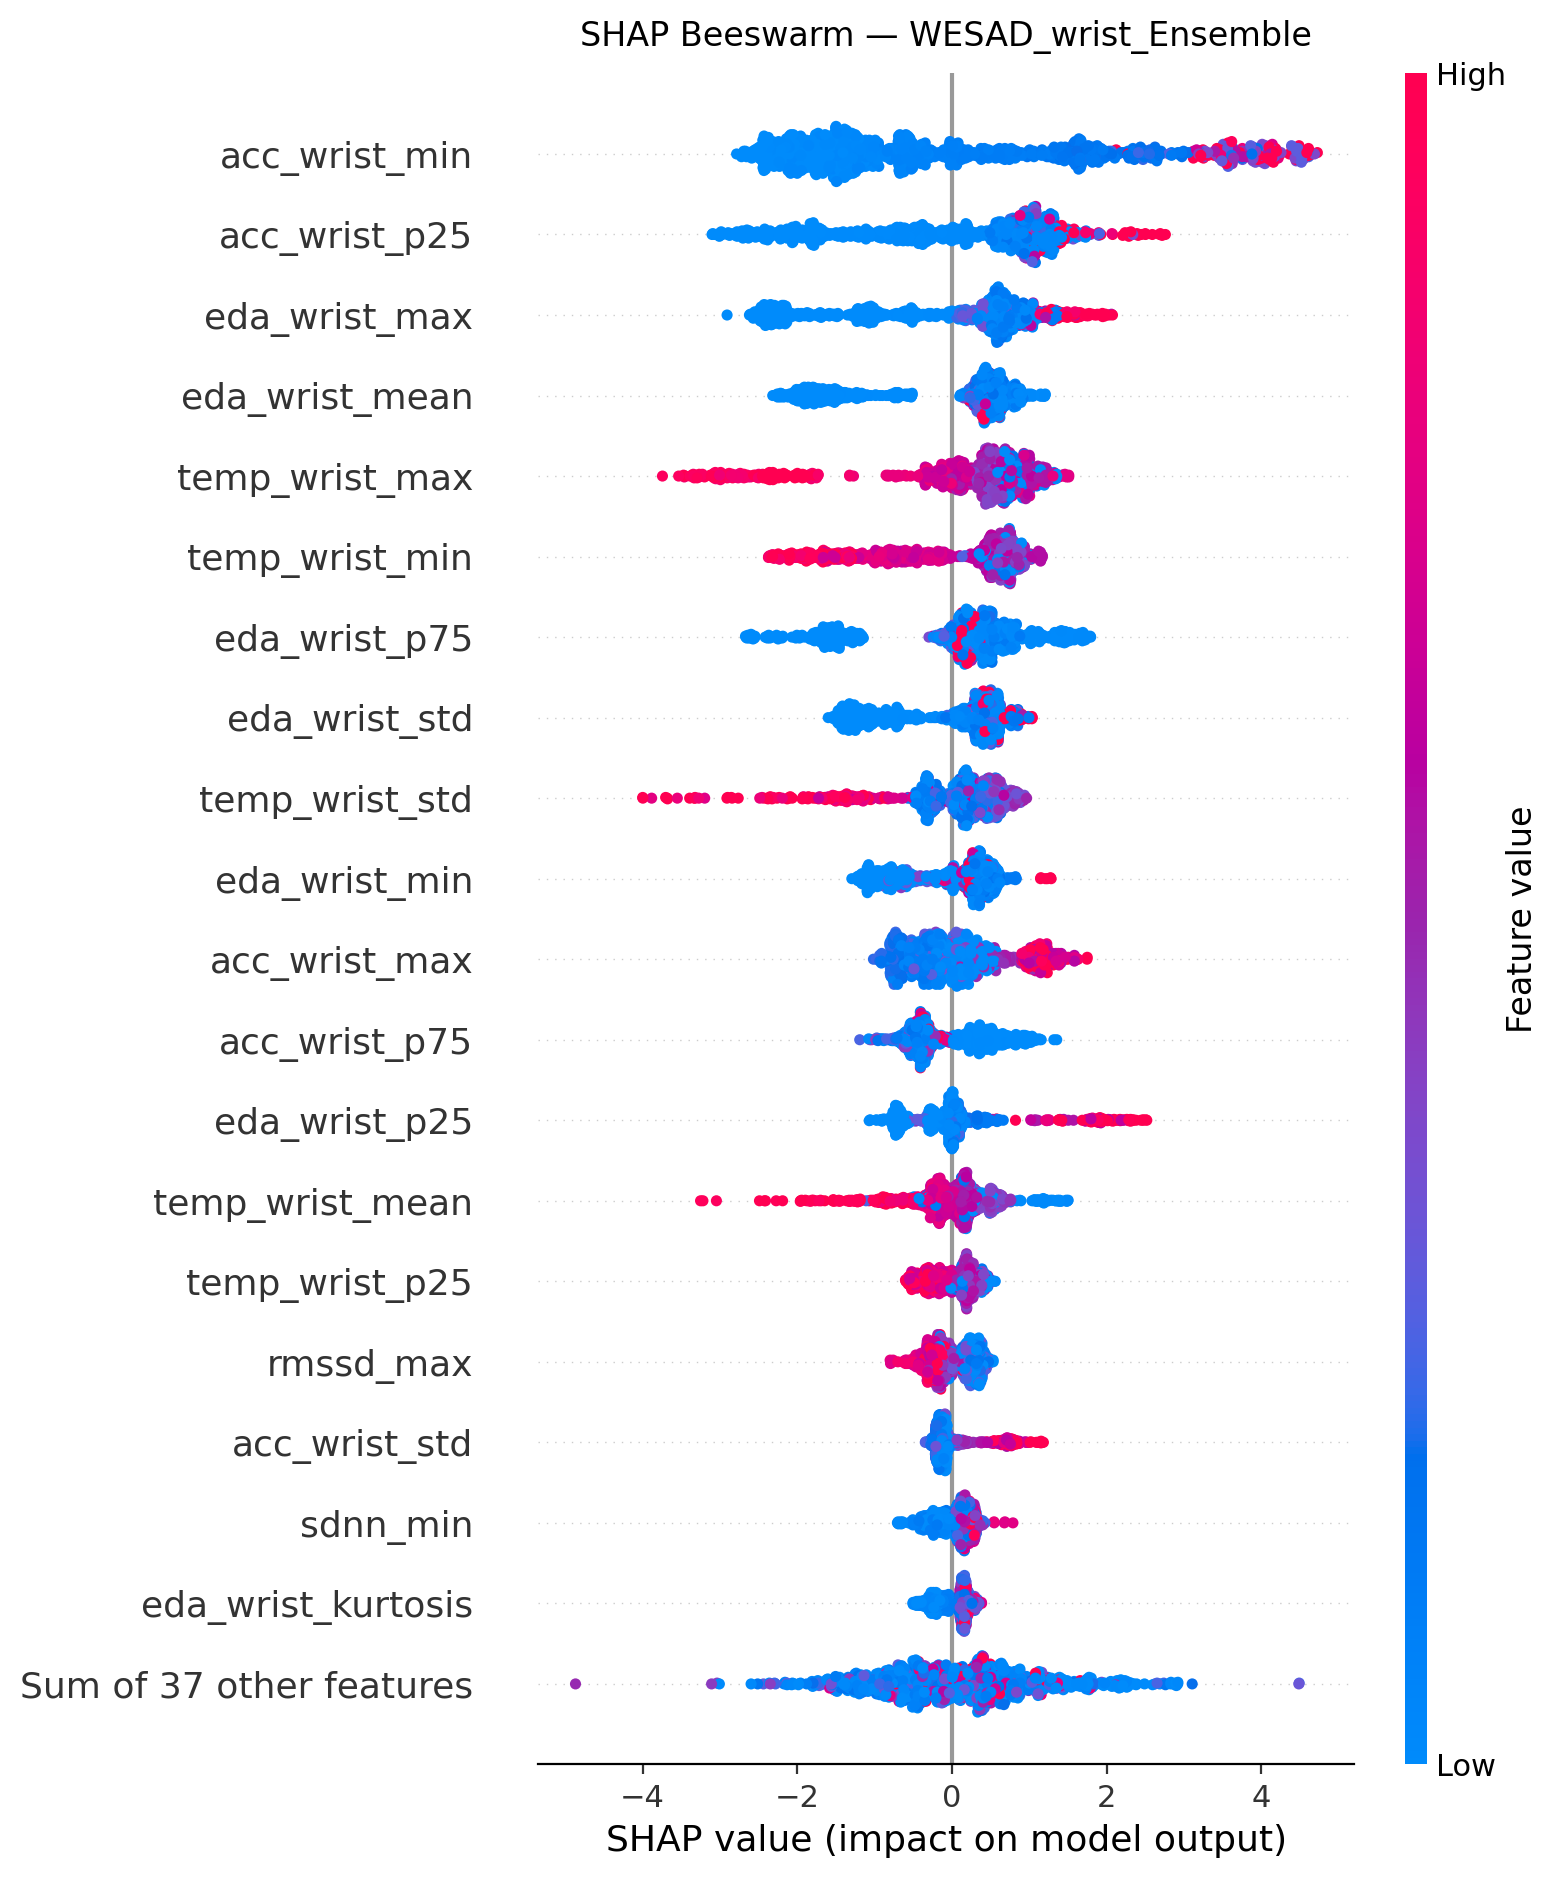 SHAP Beeswarm — WESAD_wrist_Ensemble
High
acc_wrist_min
acc_wrist_p25
eda_wrist_max
eda_wrist_mean
temp_wrist_max
temp_wrist_min
eda_wrist_p75
eda_wrist_std
temp_wrist_std
eda_wrist_min
acc_wrist_max
acc_wrist_p75
eda_wrist_p25
temp_wrist_mean
temp_wrist_p25
rmssd_max
acc_wrist_std
sdnn_min
eda_wrist_kurtosis
Sum of 37 other features
Feature value
Low
−4 −2 0 2 4
SHAP value (impact on model output)